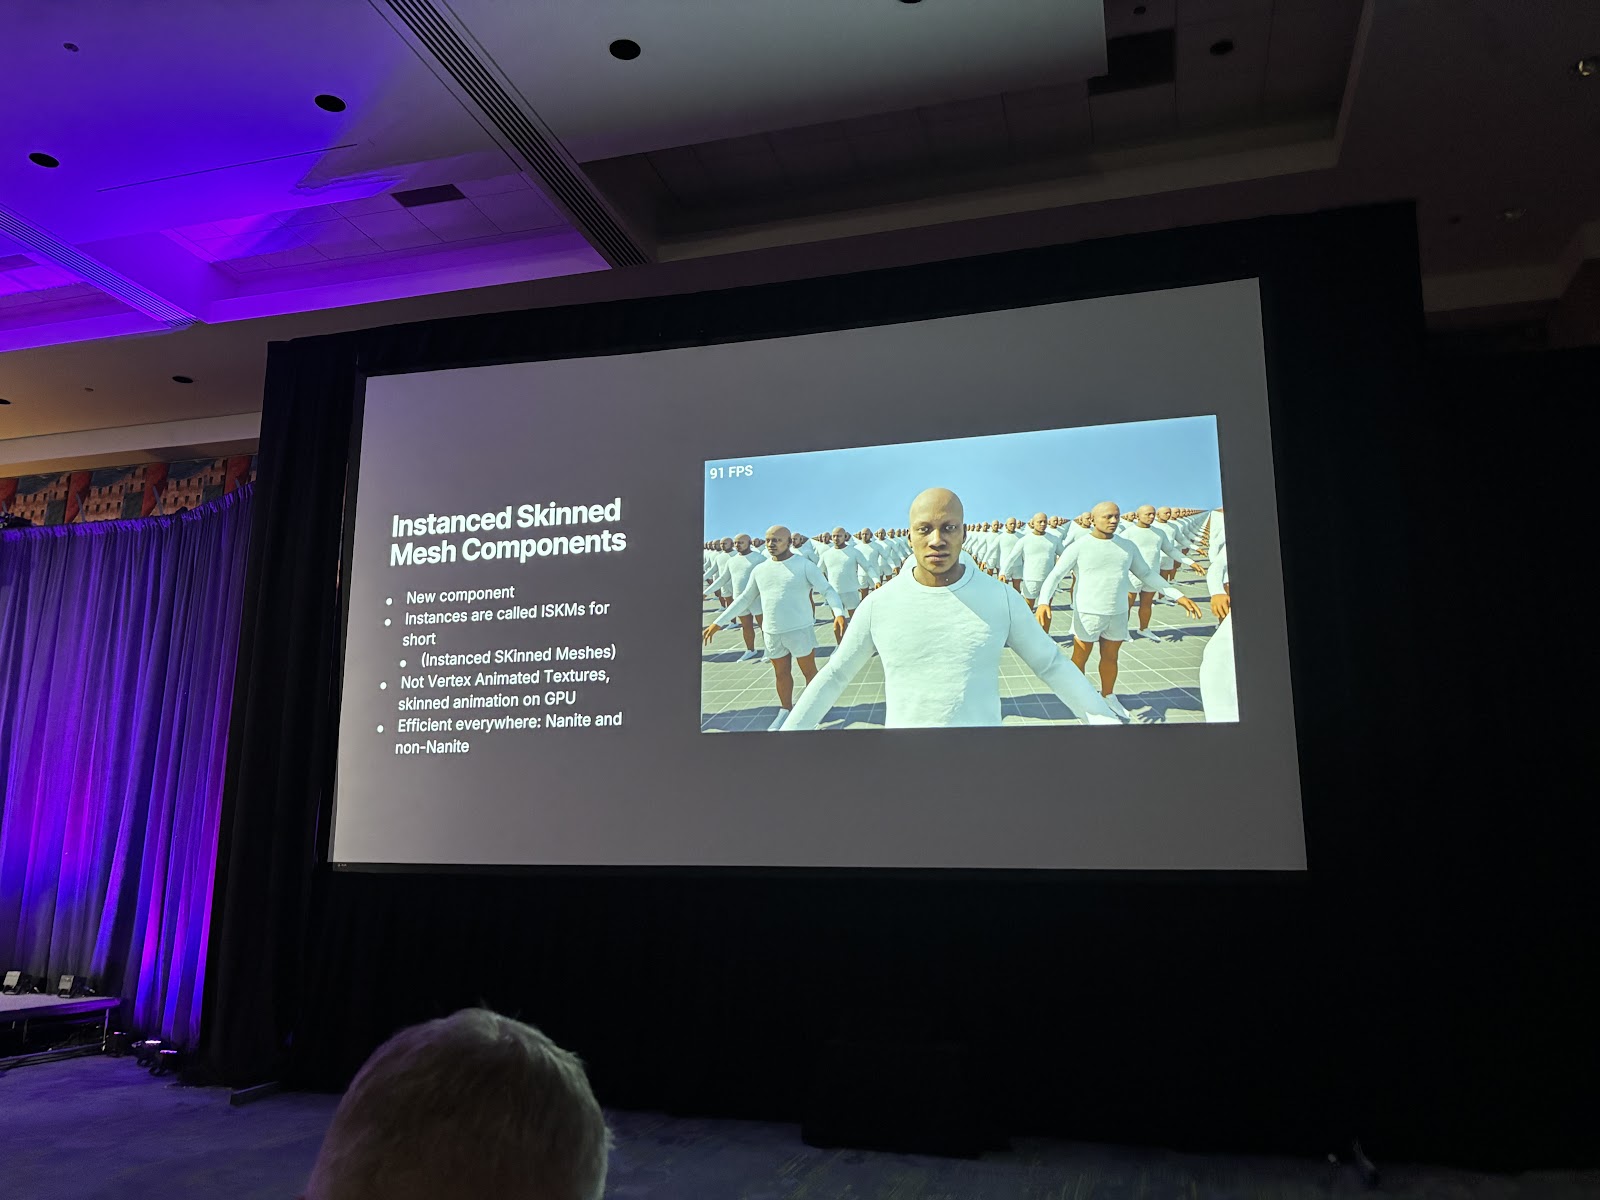 Instanced Skinned
Mesh Components
• New component
• Instances are called ISKMs for
short
• (Instanced SKinned Meshes)
• Not Vertex Animated Textures,
skinned animation on GPU
• Efficient everywhere: Nanite and
non-Nanite
91 FPS